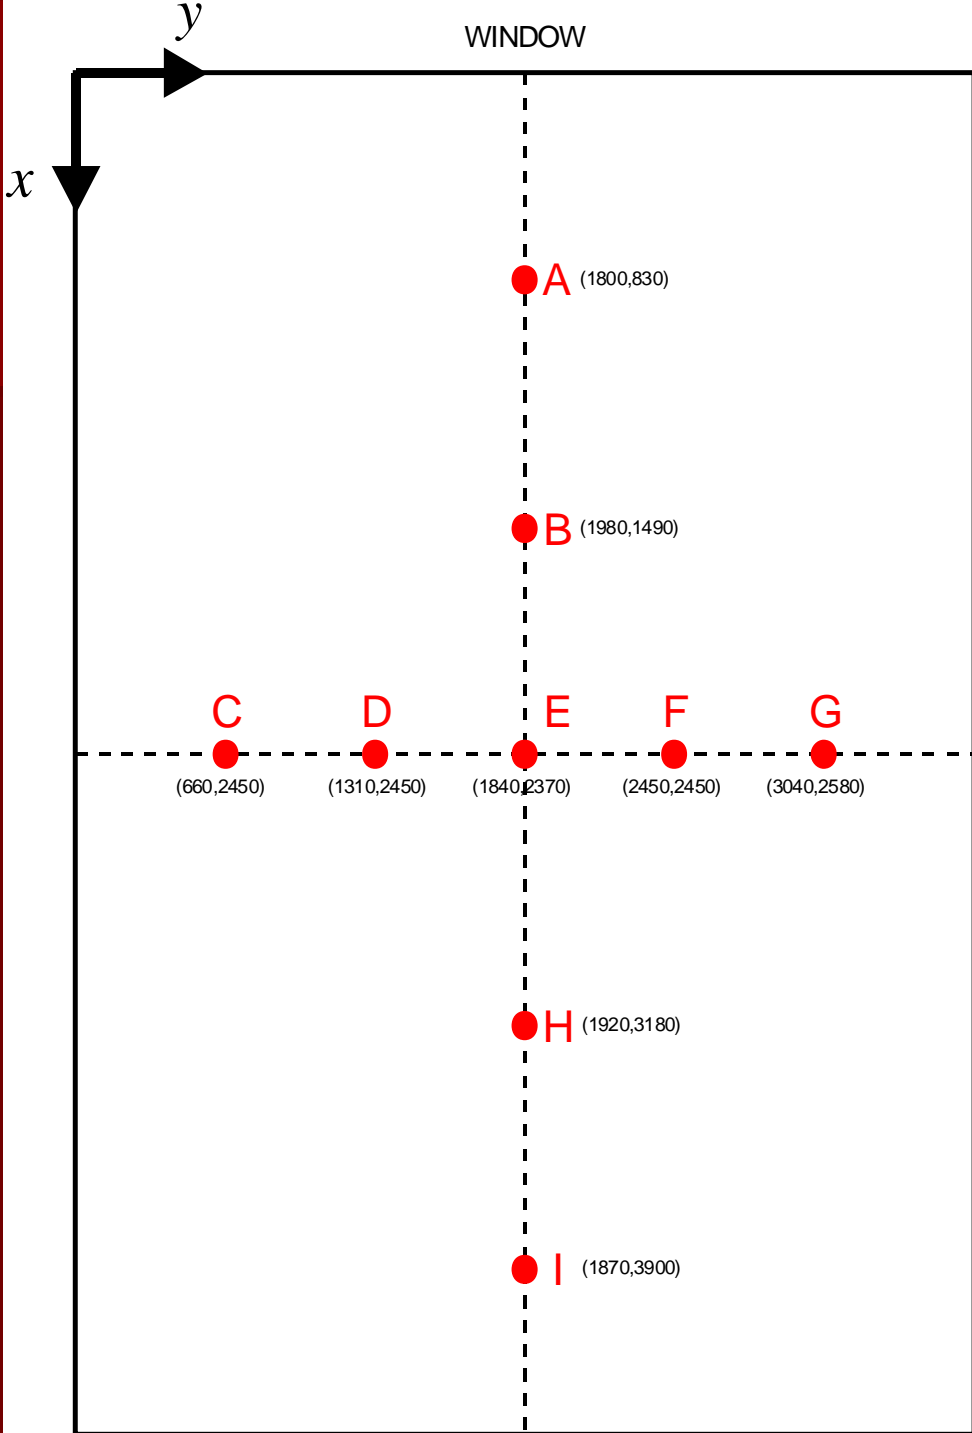 y
WINDOW
x
A (1800,830)
B (1980,1490)
C D E F G
(660,2450) (1310,2450) (1840,2370) (2450,2450) (3040,2580)
H (1920,3180)
I (1870,3900)